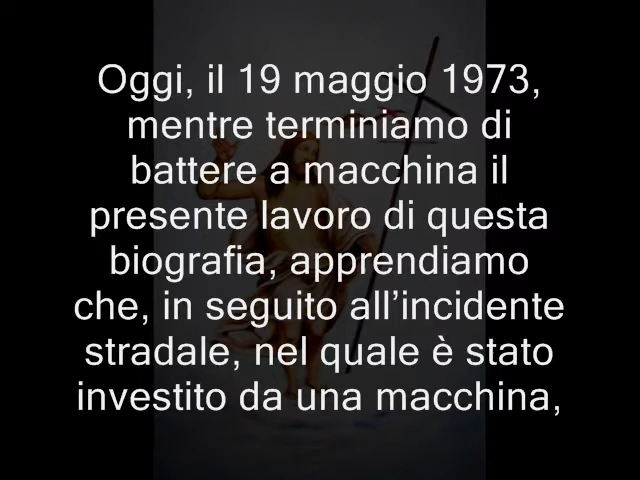 Oggi, il 19 maggio 1973,
mentre terminiamo di
battere a macchina il
presente lavoro di questa
biografia, apprendiamo
che, in seguito all’incidente
stradale, nel quale è stato
investito da una macchina,